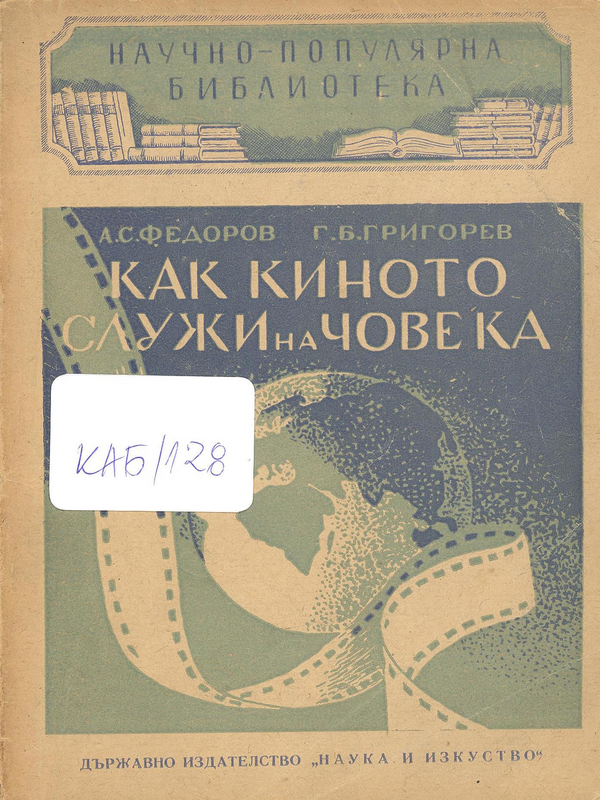 НАУЧНО-ПОПУЛЯРНА
БИБЛИОТЕКА
А.С.ФЕДОРОВ Г.Б.ГРИГОРЕВ
КАК КИНОТО
СЛУЖИ НА ЧОВЕКА
КАБ/128
ДЪРЖАВНО ИЗДАТЕЛСТВО „НАУКА И ИЗКУСТВО“